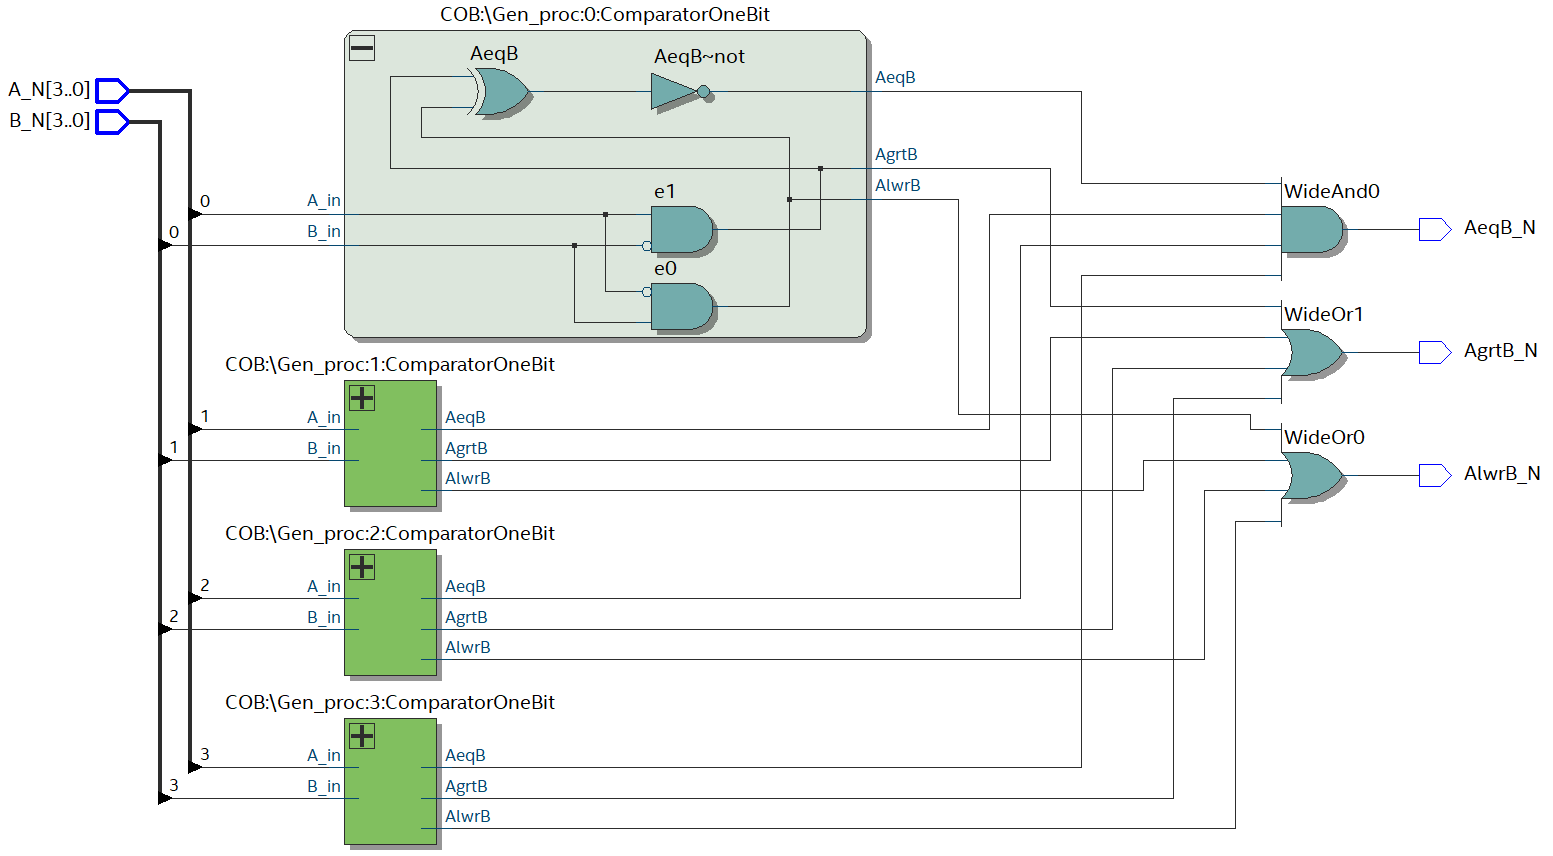 COB:\Gen_proc:0:ComparatorOneBit
AeqB
AeqB~not
A_N[3..0]
B_N[3..0]
AeqB
AgrtB
AlwrB
e1
WideAnd0
0
A_in
0
B_in
AeqB_N
e0
WideOr1
AgrtB_N
COB:\Gen_proc:1:ComparatorOneBit
1
A_in
AeqB
1
B_in
AgrtB
WideOr0
AlwrB
AlwrB_N
COB:\Gen_proc:2:ComparatorOneBit
2
A_in
AeqB
2
B_in
AgrtB
AlwrB
COB:\Gen_proc:3:ComparatorOneBit
3
A_in
AeqB
3
B_in
AgrtB
AlwrB